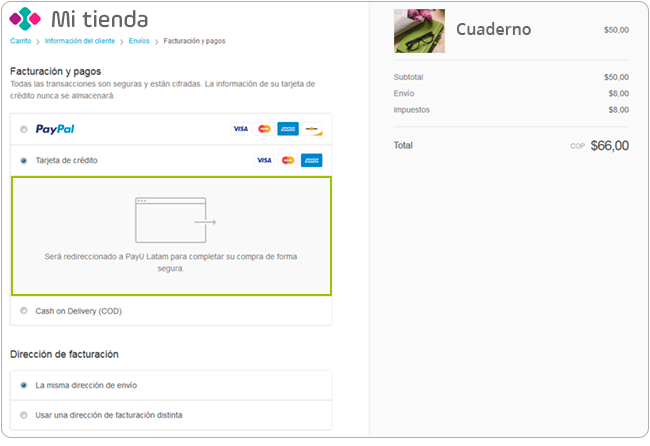 Mi tienda
Carrito > Información del cliente > Envíos > Facturación y pagos
Facturación y pagos
Todas las transacciones son seguras y están cifradas. La información de su tarjeta de
crédito nunca se almacenará.
PayPal VISA
Tarjeta de crédito VISA
Será redireccionado a PayU Latam para completar su compra de forma
segura.
Cash on Delivery (COD)
Dirección de facturación
La misma dirección de envío
Usar una dirección de facturación distinta
Cuaderno $50,00
Subtotal $50,00
Envío $8,00
Impuestos $8,00
Total COP $66,00